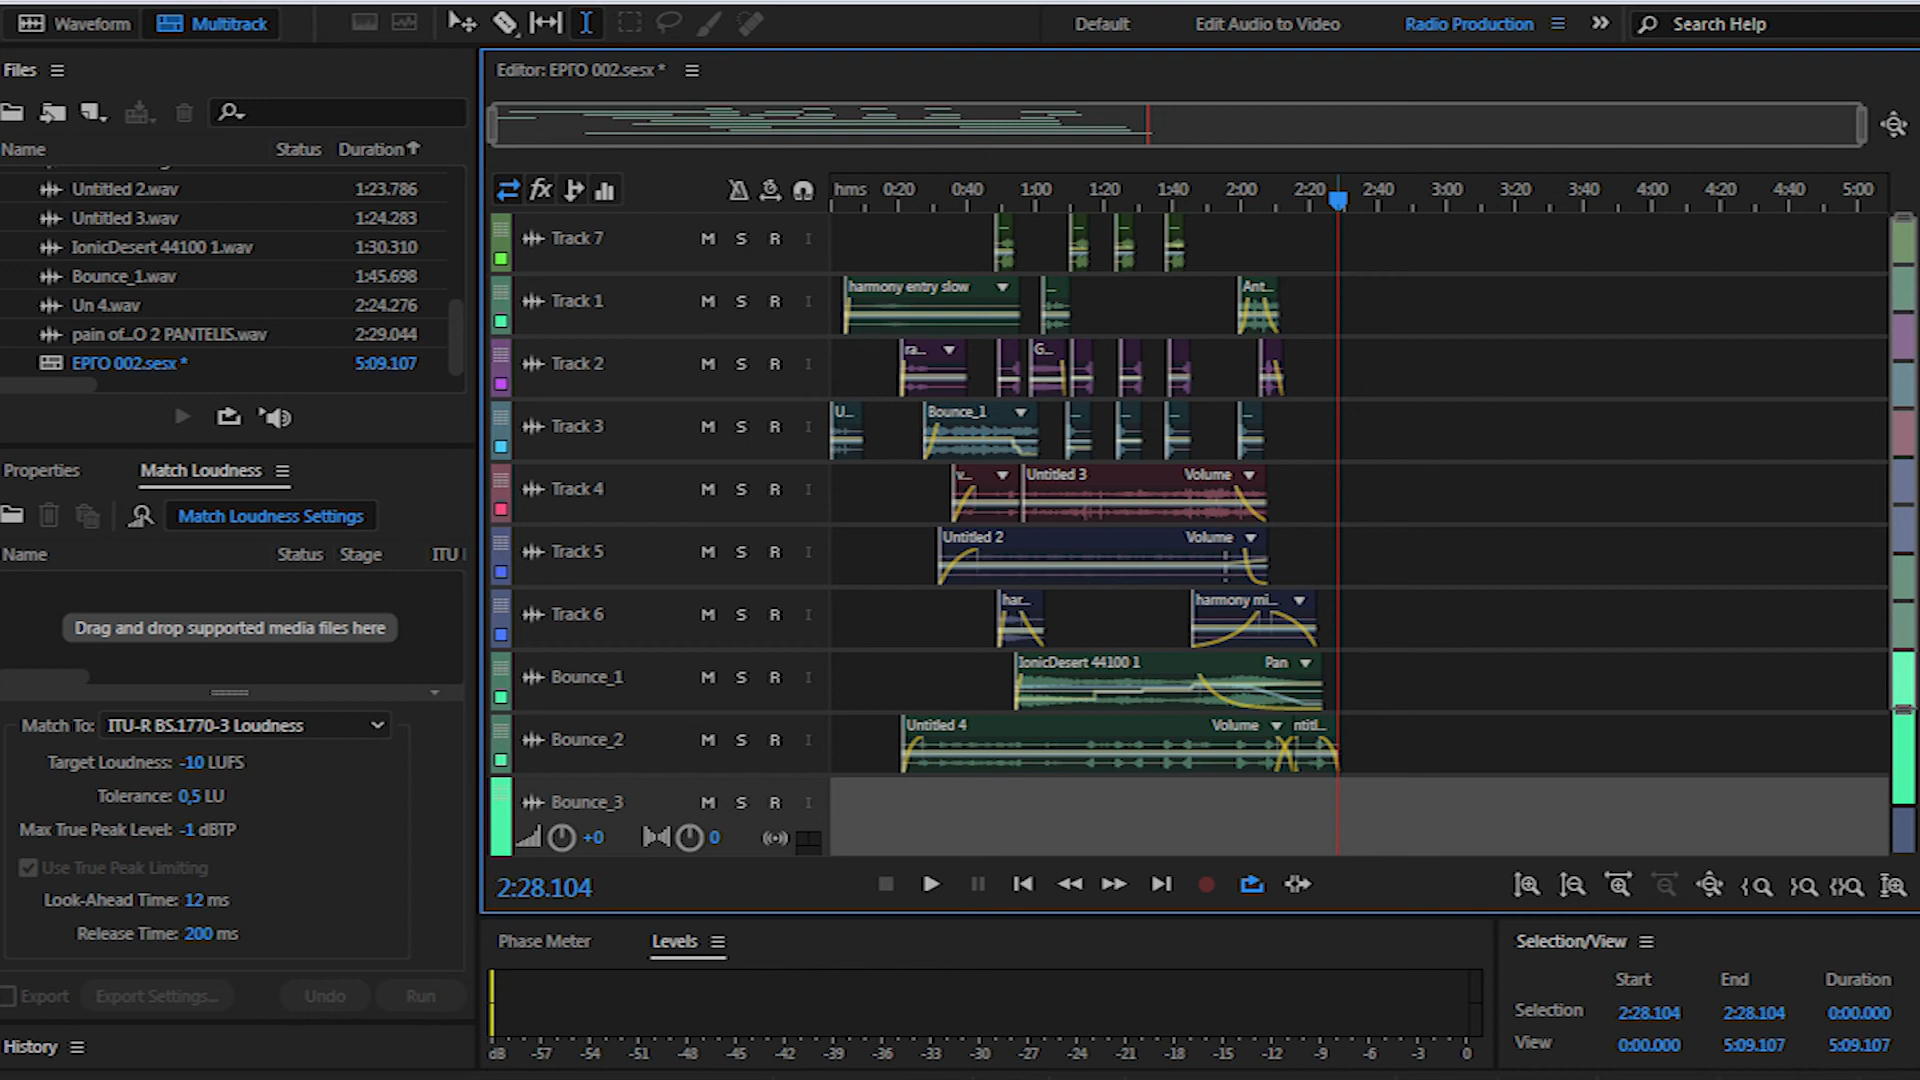 Waveform Multitrack Default Edit Audio to Video Radio Production Search Help
Files
Editor: ЕРГО 002.sesx *
Name Status Duration
Untitled 2.wav 1:23.786
Untitled 3.wav 1:24.283
IonicDesert 44100 1.wav 1:30.310
Bounce_1.wav 1:45.698
Un 4.wav 2:24.276
pain of...O 2 PANTELIS.wav 2:29.044
ЕРГО 002.sesx * 5:09.107
Properties Match Loudness
Match Loudness Settings
Name Status Stage ITU
Drag and drop supported media files here
Match To: ITU-R BS.1770-3 Loudness
Target Loudness: -10 LUFS
Tolerance: 0,5 LU
Max True Peak Level: -1 dBTP
Use True Peak Limiting
Look-Ahead Time: 12 ms
Release Time: 200 ms
Export Export Settings... Undo Run
History
fx
hms 0:20 0:40 1:00 1:20 1:40 2:00 2:20 2:40 3:00 3:20 3:40 4:00 4:20 4:40 5:00
Track 7 M S R I
Track 1 M S R I
harmony entry slow ... Ant...
Track 2 M S R I
ra... G...
Track 3 M S R I
U... Bounce_1 ... ... ... ...
Track 4 M S R I
v... Untitled 3 Volume
Track 5 M S R I
Untitled 2 Volume
Track 6 M S R I
har... harmony mi...
Bounce_1 M S R I
IonicDesert 44100 1 Pan
Bounce_2 M S R I
Untitled 4 Volume ntitl...
Bounce_3 M S R I
+0 0
2:28.104
Phase Meter Levels
dB -57 -54 -51 -48 -45 -42 -39 -36 -33 -30 -27 -24 -21 -18 -15 -12 -9 -6 -3 0
Selection/View
Start End Duration
Selection 2:28.104 2:28.104 0:00.000
View 0:00.000 5:09.107 5:09.107